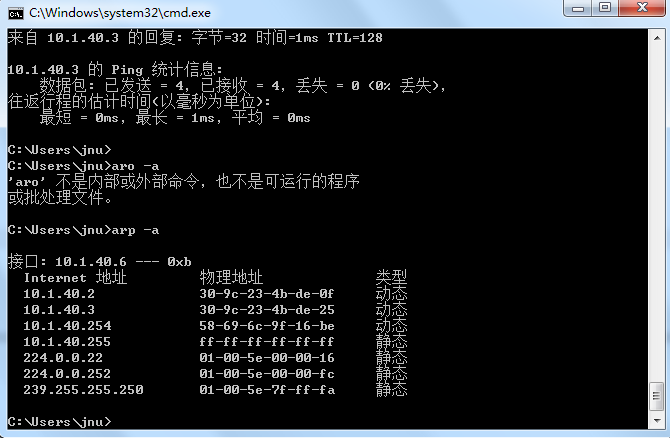 C:\Windows\system32\cmd.exe
来自 10.1.40.3 的回复: 字节=32 时间=1ms TTL=128
10.1.40.3 的 Ping 统计信息:
数据包: 已发送 = 4, 已接收 = 4, 丢失 = 0 (0% 丢失),
往返行程的估计时间(以毫秒为单位):
最短 = 0ms, 最长 = 1ms, 平均 = 0ms
C:\Users\jnu>
C:\Users\jnu>aro -a
'aro' 不是内部或外部命令, 也不是可运行的程序
或批处理文件。
C:\Users\jnu>arp -a
接口: 10.1.40.6 --- 0xb
Internet 地址 物理地址 类型
10.1.40.2 30-9c-23-4b-de-0f 动态
10.1.40.3 30-9c-23-4b-de-25 动态
10.1.40.254 58-69-6c-9f-16-be 动态
10.1.40.255 ff-ff-ff-ff-ff-ff 静态
224.0.0.22 01-00-5e-00-00-16 静态
224.0.0.252 01-00-5e-00-00-fc 静态
239.255.255.250 01-00-5e-7f-ff-fa 静态
C:\Users\jnu>